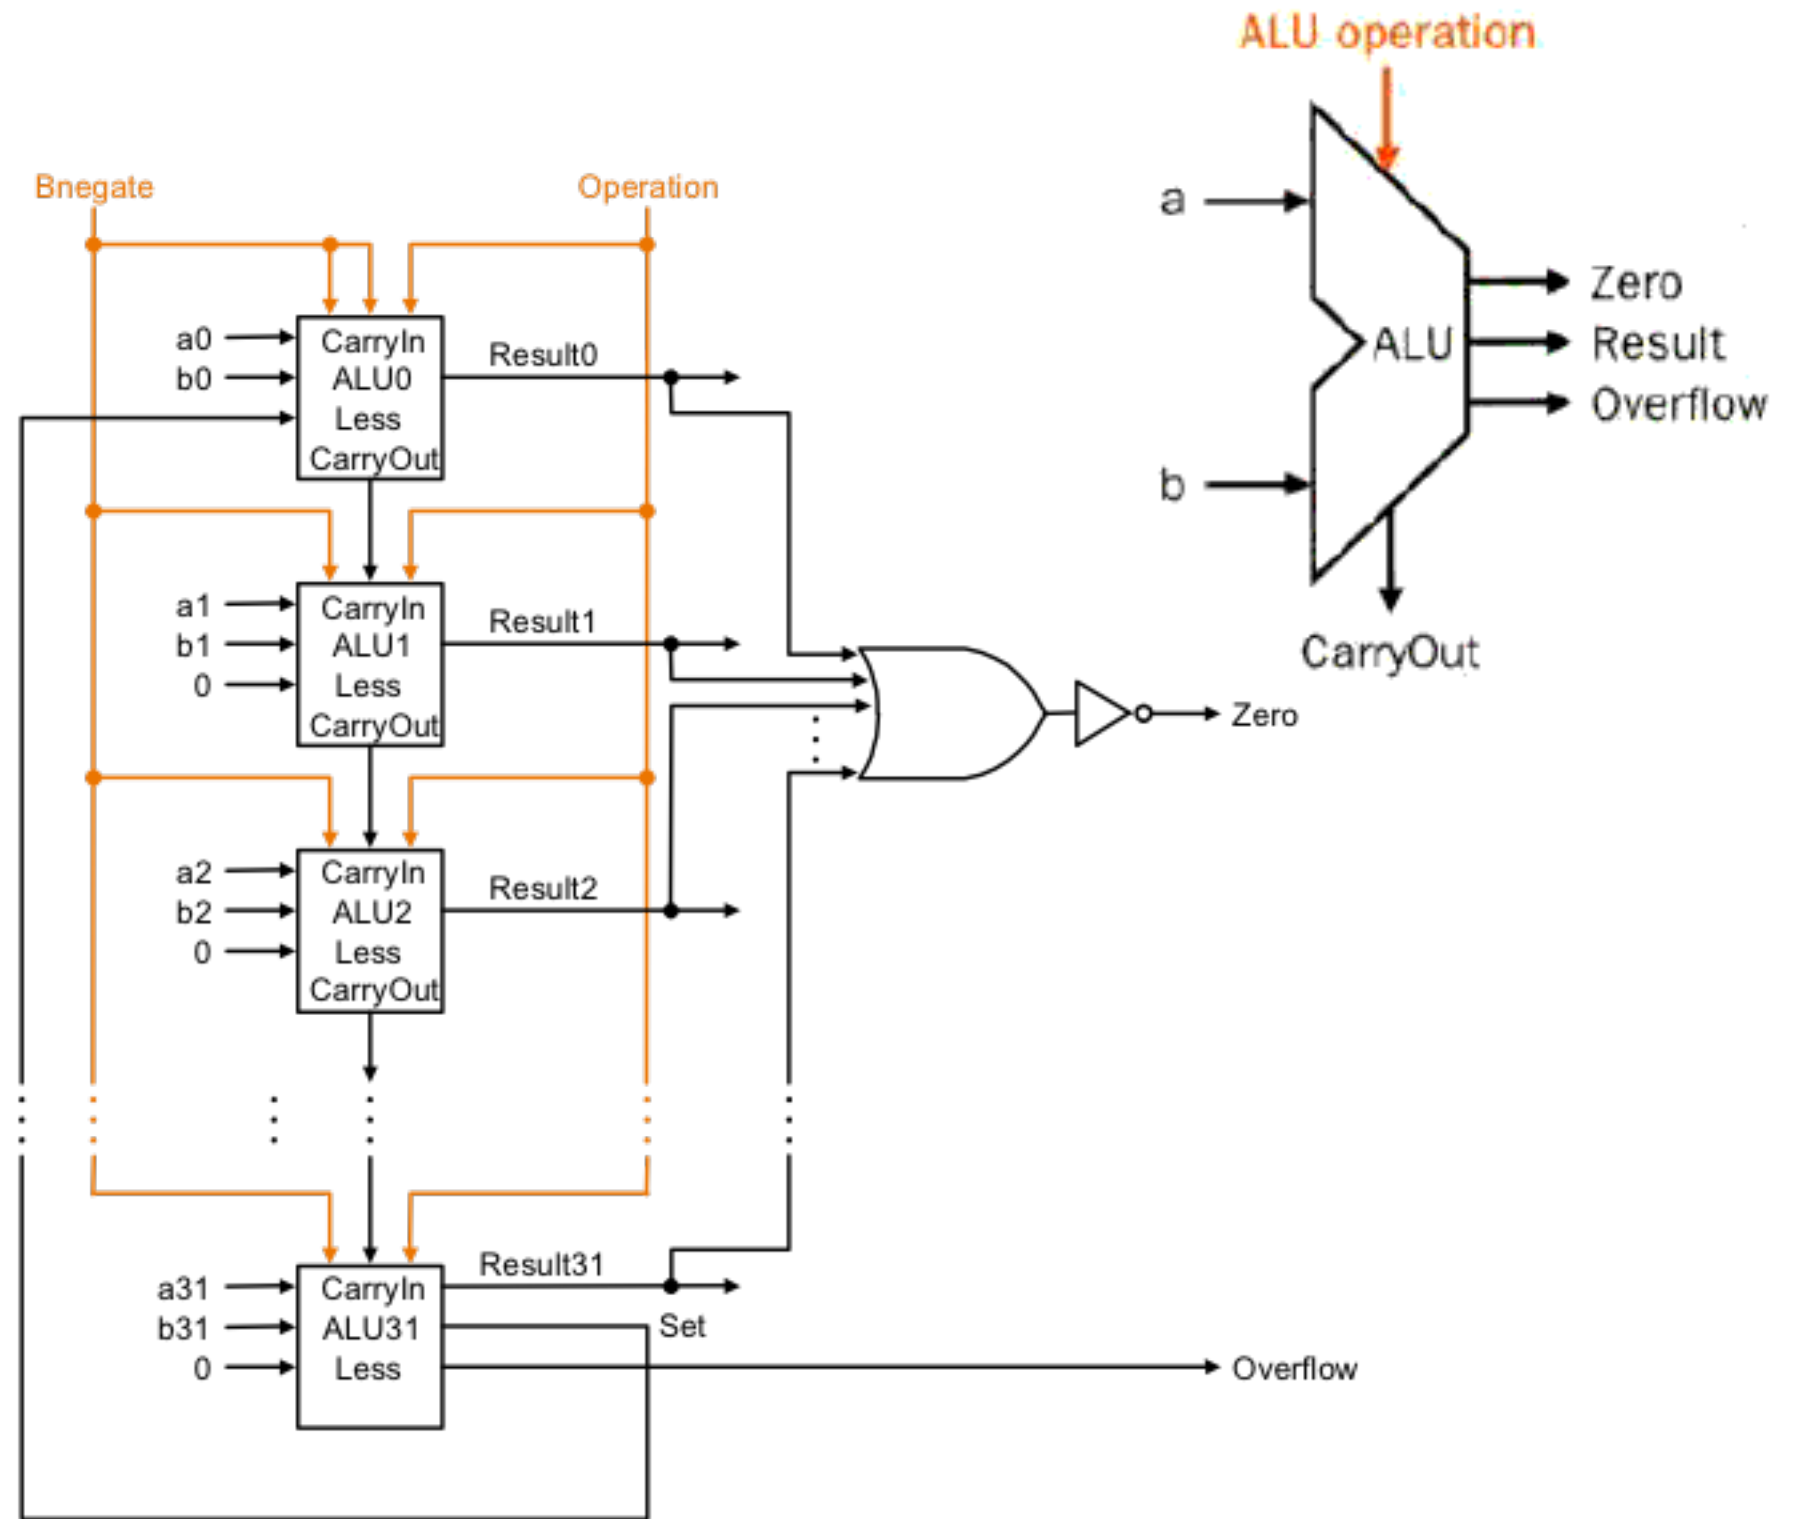 ALU operation
Bnegate
Operation
a
Zero
Result
Overflow
ALU
b
CarryOut
a0
b0
CarryIn
ALU0
Less
CarryOut
Result0
a1
b1
0
CarryIn
ALU1
Less
CarryOut
Result1
Zero
a2
b2
0
CarryIn
ALU2
Less
CarryOut
Result2
a31
b31
0
CarryIn
ALU31
Less
Result31
Set
Overflow